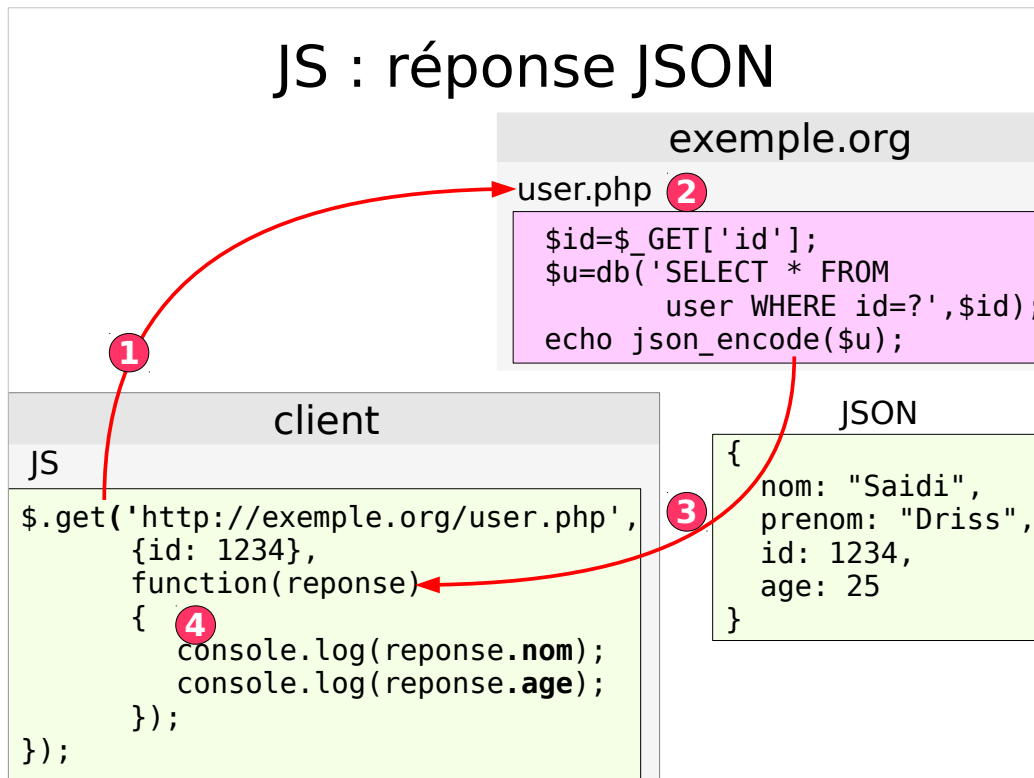 JS : réponse JSON
exemple.org
user.php 2
$id=$_GET['id'];
$u=db('SELECT * FROM
user WHERE id=?',$id);
echo json_encode($u);
1
client
JS
$.get('http://exemple.org/user.php',
{id: 1234},
function(reponse)
{
4
console.log(reponse.nom);
console.log(reponse.age);
});
});
3
JSON
{
nom: "Saidi",
prenom: "Driss",
id: 1234,
age: 25
}